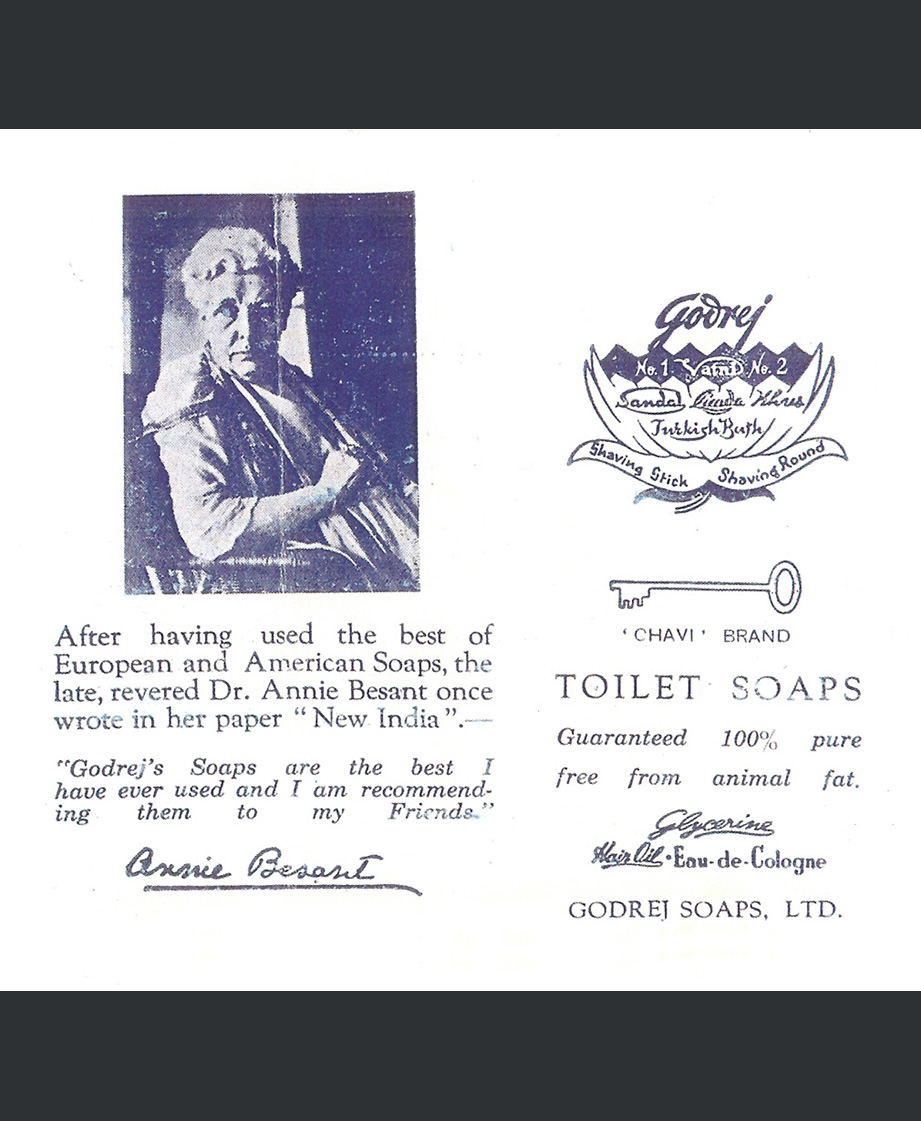 After having used the best of
European and American Soaps, the
late, revered Dr. Annie Besant once
wrote in her paper “ New India ”.—
“Godrej's Soaps are the best I
have ever used and I am recommend-
ing them to my Friends.”
Annie Besant
Godrej
No. 1 Vatni No. 2
Sandal Khus
Turkish Bath
Shaving Stick Shaving Round
‘ CHAVI ’ BRAND
TOILET SOAPS
Guaranteed 100% pure
free from animal fat.
Glycerine
Hair Oil • Eau-de-Cologne
GODREJ SOAPS, LTD.